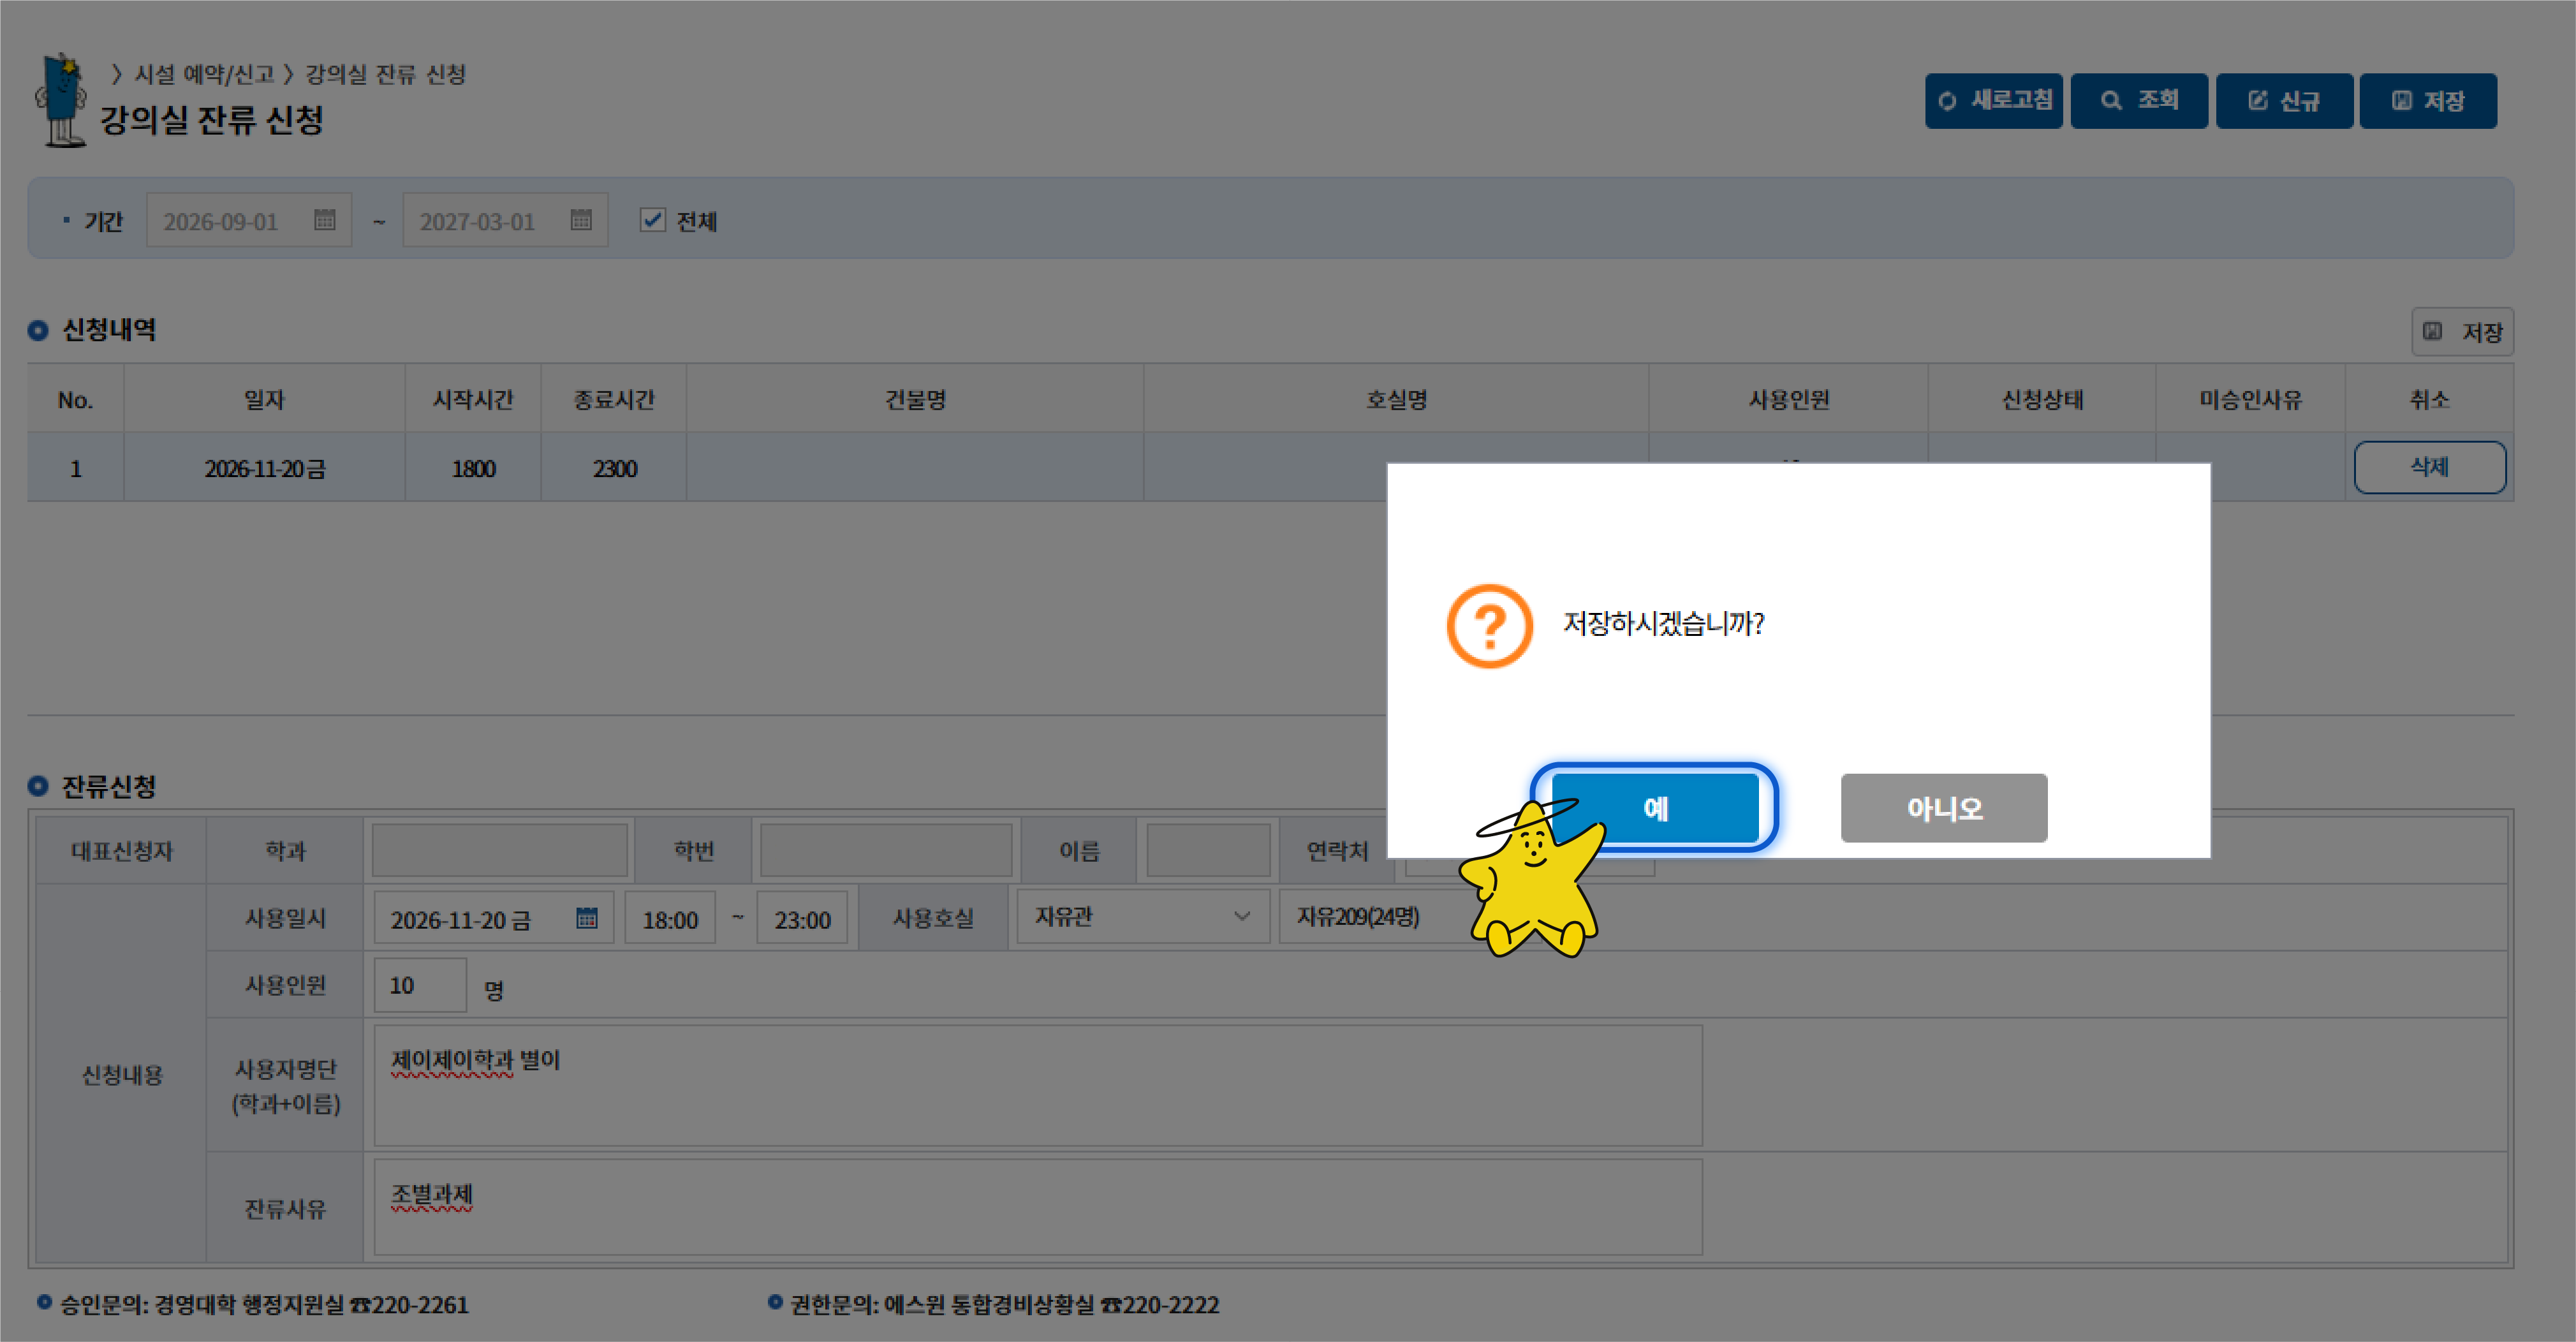 〉 시설 예약/신고 〉 강의실 잔류 신청
강의실 잔류 신청
새로고침 조회 신규 저장
기간 2026-09-01 ~ 2027-03-01 전체
신청내역 저장
No. 일자 시작시간 종료시간 건물명 호실명 사용인원 신청상태 미승인사유 취소
1 2026-11-20 금 1800 2300 삭제
저장하시겠습니까?
예 아니오
잔류신청
대표신청자 학과 학번 이름 연락처
사용일시 2026-11-20 금 18:00 ~ 23:00 사용호실 자유관 자유209(24명)
사용인원 10 명
신청내용 사용자명단 제이제이학과 별이
(학과+이름)
잔류사유 조별과제
승인문의: 경영대학 행정지원실 ☎220-2261 권한문의: 에스원 통합경비상황실 ☎220-2222